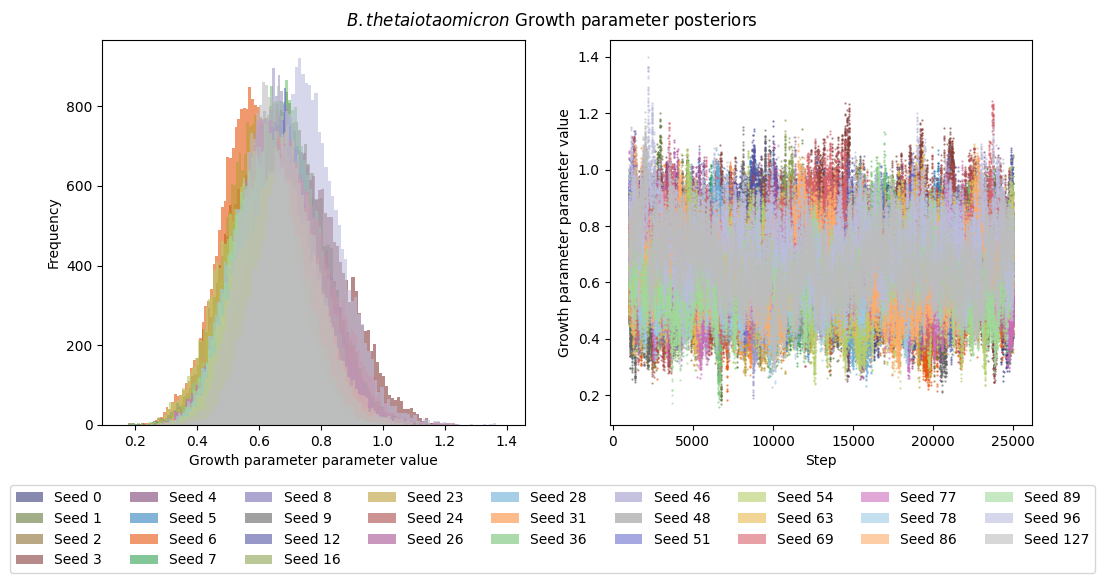 B. thetaiotaomicron Growth parameter posteriors
Frequency
800
600
400
200
0
0.2 0.4 0.6 0.8 1.0 1.2 1.4
Growth parameter parameter value
Growth parameter value
1.4
1.2
1.0
0.8
0.6
0.4
0.2
0 5000 10000 15000 20000 25000
Step
Seed 0 Seed 4 Seed 8 Seed 23 Seed 28 Seed 46 Seed 54 Seed 77 Seed 89
Seed 1 Seed 5 Seed 9 Seed 24 Seed 31 Seed 48 Seed 63 Seed 78 Seed 96
Seed 2 Seed 6 Seed 12 Seed 26 Seed 36 Seed 51 Seed 69 Seed 86 Seed 127
Seed 3 Seed 7 Seed 16